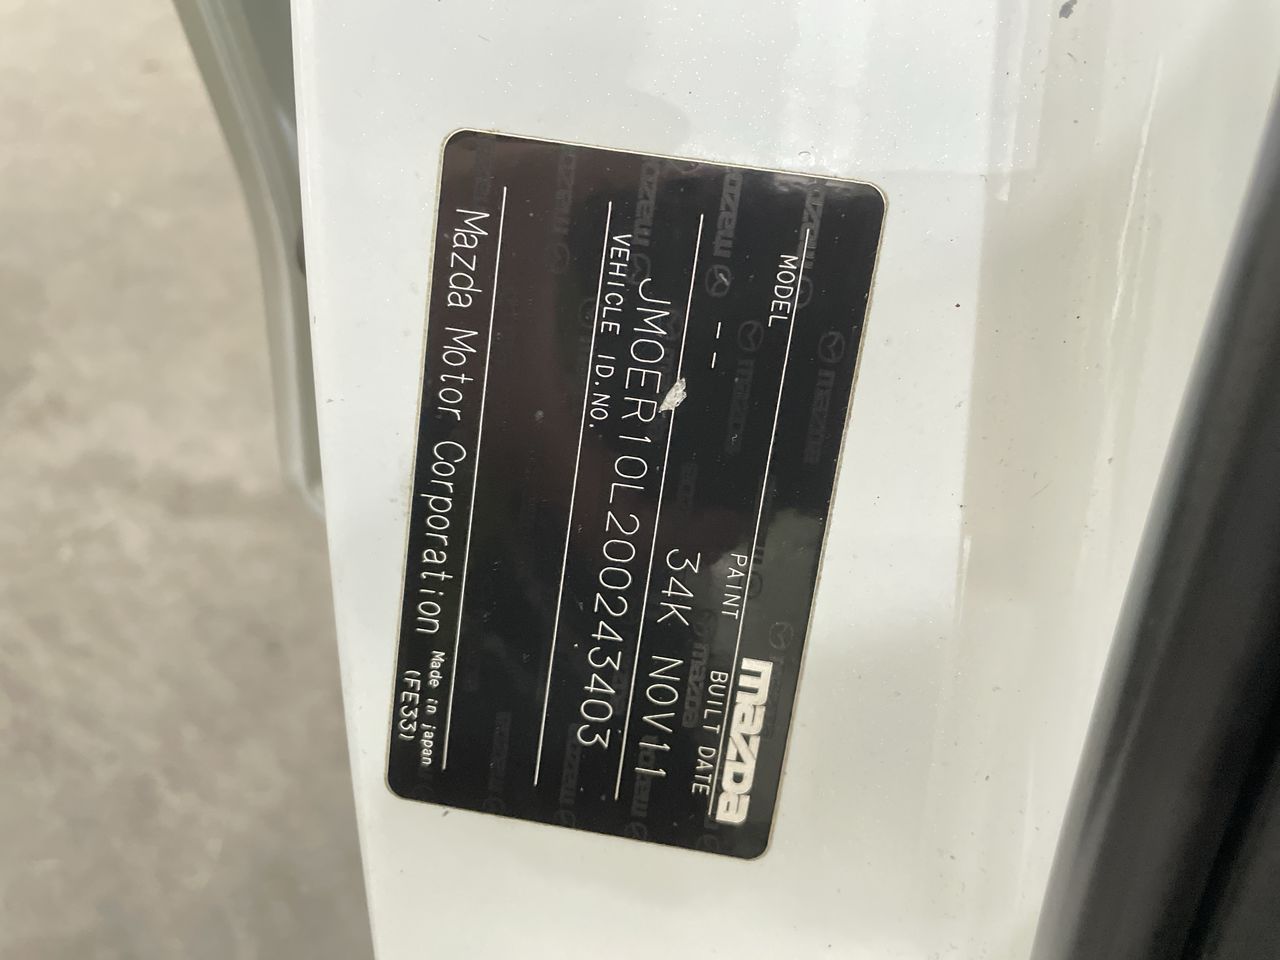 mazda
MODEL PAINT BUILT DATE
-- 34K NOV11
JM0ER10L200243403
VEHICLE ID.NO.
Mazda Motor Corporation Made in japan
(FE33)